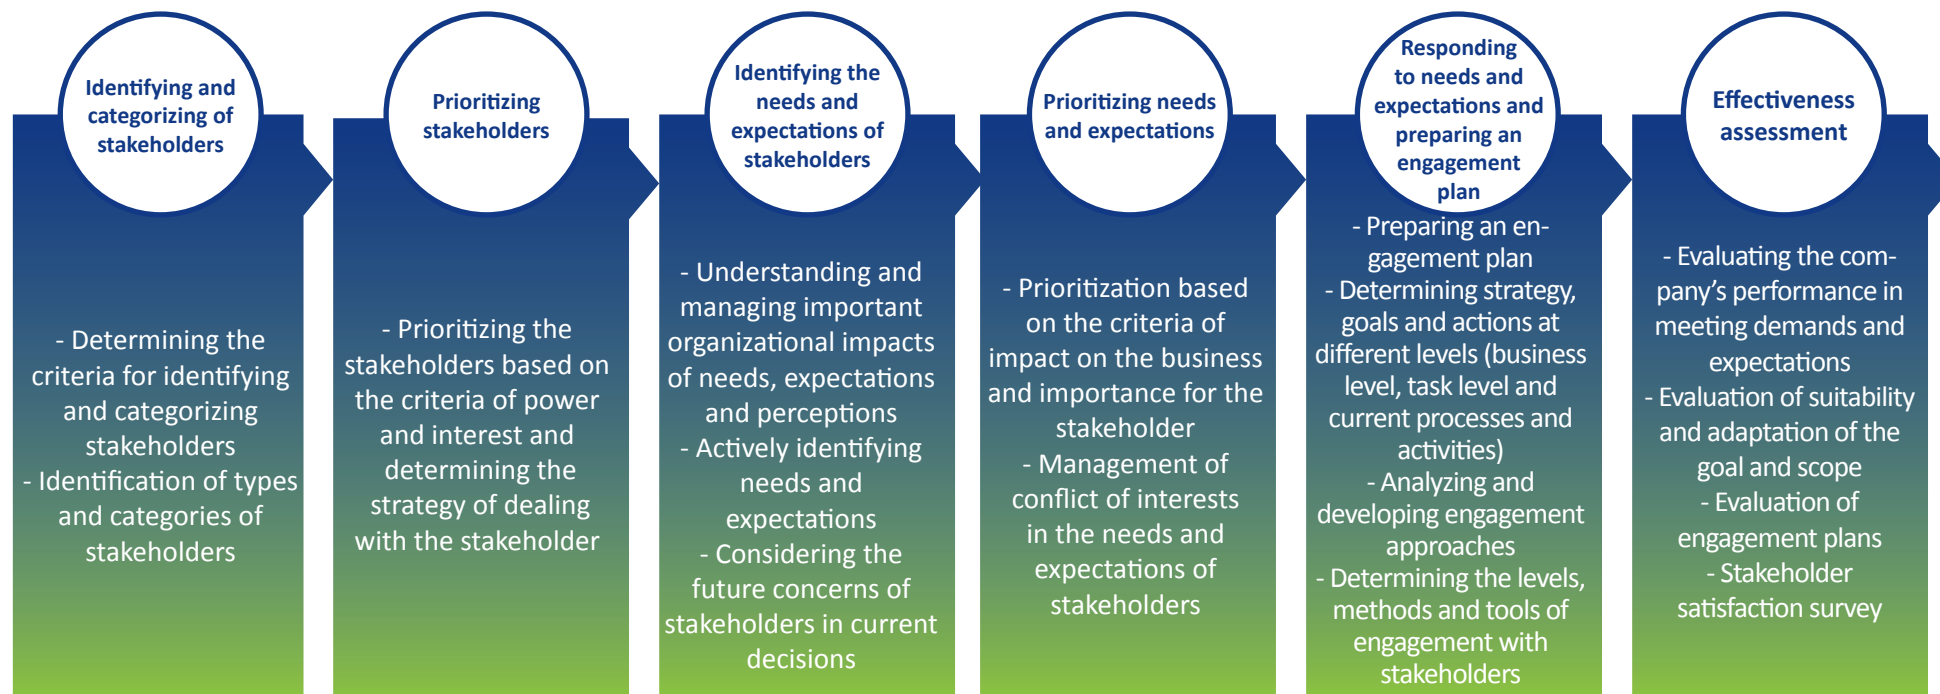 Identifying and
categorizing of
stakeholders
- Determining the
criteria for identifying
and categorizing
stakeholders
- Identification of types
and categories of
stakeholders
Prioritizing
stakeholders
- Prioritizing the
stakeholders based on
the criteria of power
and interest and
determining the
strategy of dealing
with the stakeholder
Identifying the
needs and
expectations of
stakeholders
- Understanding and
managing important
organizational impacts
of needs, expectations
and perceptions
- Actively identifying
needs and
expectations
- Considering the
future concerns of
stakeholders in current
decisions
Prioritizing needs
and expectations
- Prioritization based
on the criteria of
impact on the business
and importance for the
stakeholder
- Management of
conflict of interests
in the needs and
expectations of
stakeholders
Responding
to needs and
expectations and
preparing an
engagement
plan
- Preparing an en-
gagement plan
- Determining strategy,
goals and actions at
different levels (business
level, task level and
current processes and
activities)
- Analyzing and
developing engagement
approaches
- Determining the levels,
methods and tools of
engagement with
stakeholders
Effectiveness
assessment
- Evaluating the com-
pany’s performance in
meeting demands and
expectations
- Evaluation of suitability
and adaptation of the
goal and scope
- Evaluation of
engagement plans
- Stakeholder
satisfaction survey